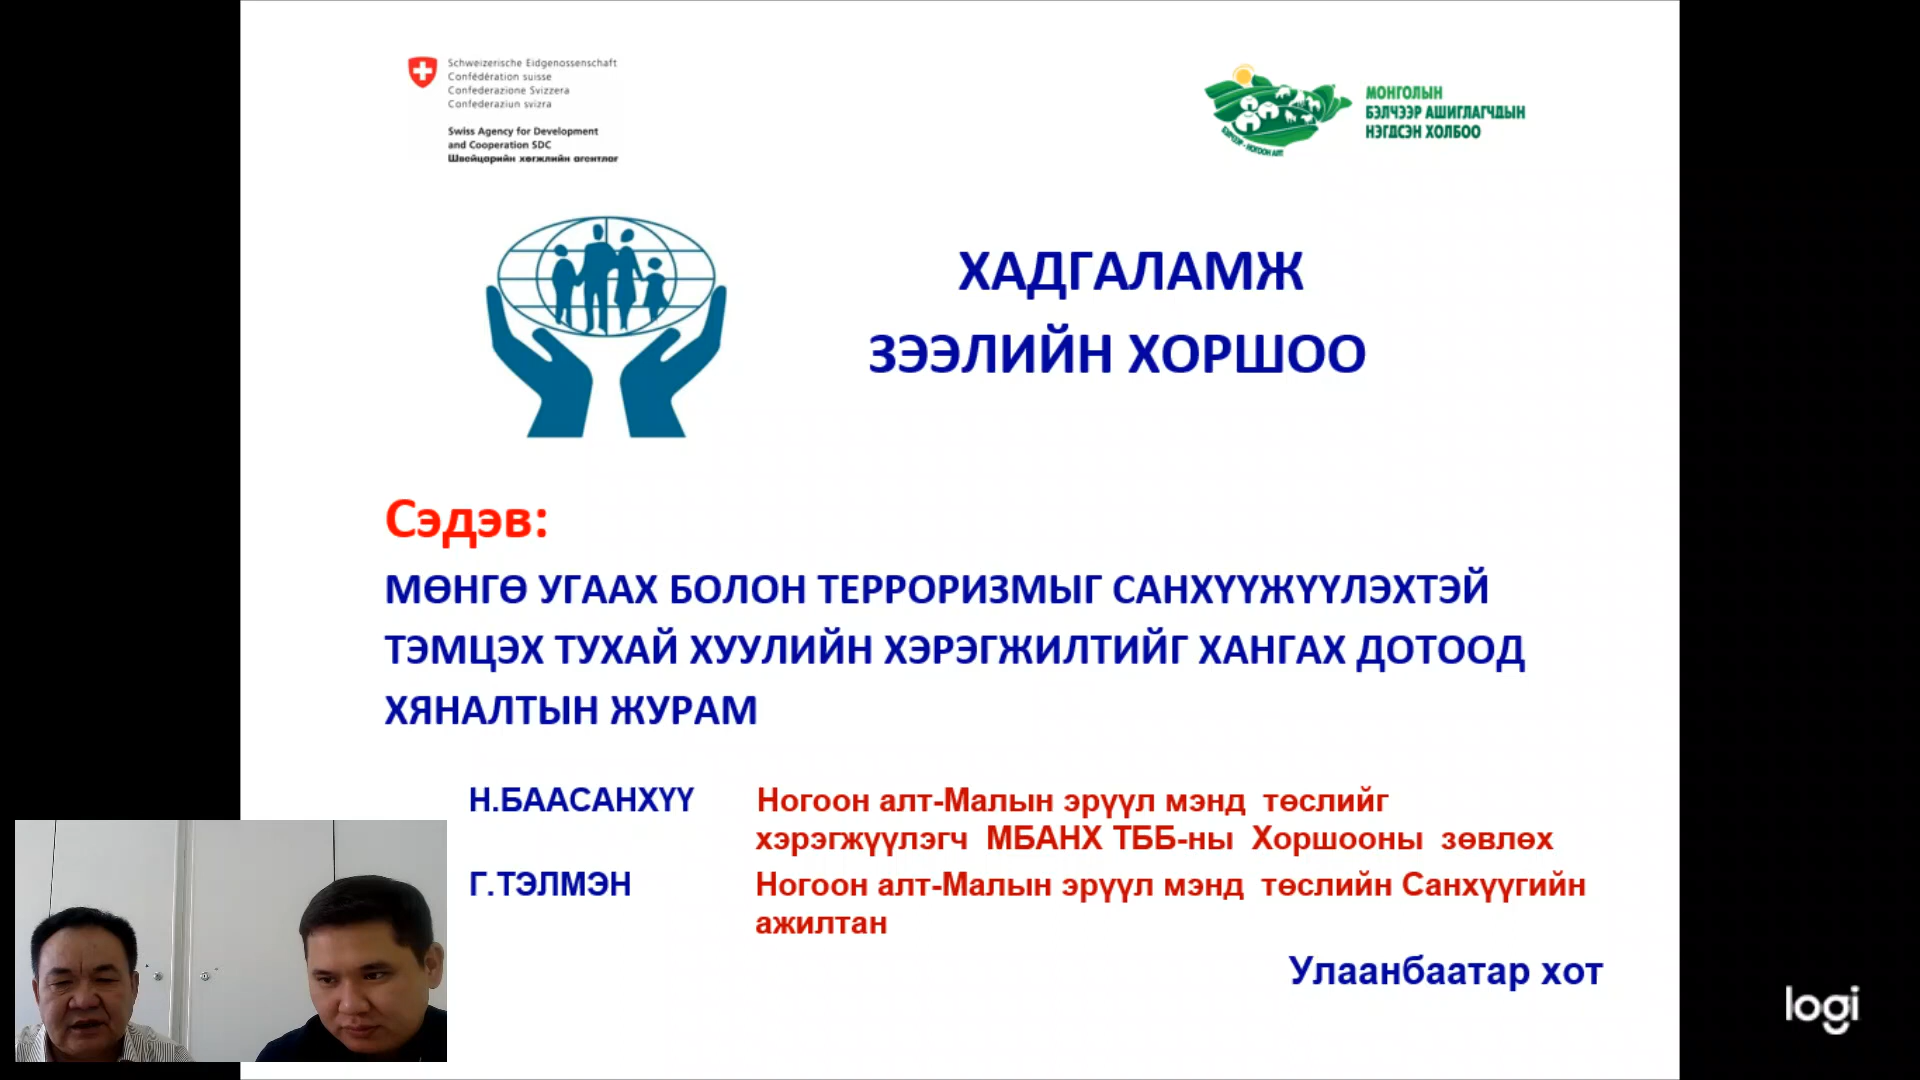 Schweizerische Eidgenossenschaft
Confédération suisse
Confederazione Svizzera
Confederaziun svizra
Swiss Agency for Development
and Cooperation SDC
Швейцарийн хөгжлийн агентлаг
МОНГОЛЫН
БЭЛЧЭЭР АШИГЛАГЧДЫН
НЭГДСЭН ХОЛБОО
БЭЛЧЭЭР - НОГООН АЛТ
ХАДГАЛАМЖ
ЗЭЭЛИЙН ХОРШОО
Сэдэв:
МӨНГӨ УГААХ БОЛОН ТЕРРОРИЗМЫГ САНХҮҮЖҮҮЛЭХТЭЙ
ТЭМЦЭХ ТУХАЙ ХУУЛИЙН ХЭРЭГЖИЛТИЙГ ХАНГАХ ДОТООД
ХЯНАЛТЫН ЖУРАМ
Н.БААСАНХҮҮ Ногоон алт-Малын эрүүл мэнд төслийг
хэрэгжүүлэгч МБАНХ ТББ-ны Хоршооны зөвлөх
Г.ТЭЛМЭН Ногоон алт-Малын эрүүл мэнд төслийн Санхүүгийн
ажилтан
Улаанбаатар хот
logi